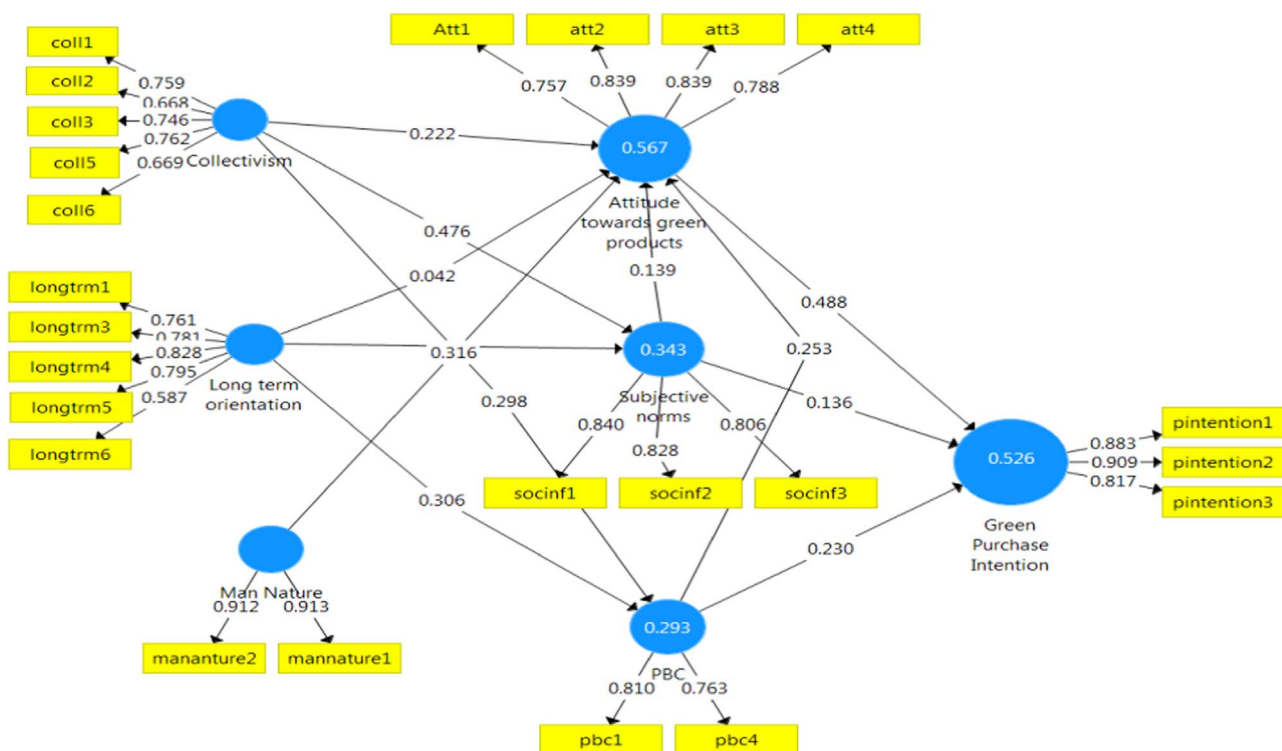 Att1
att2
att3
att4
coll1
coll2
coll3
coll5
coll6
0.759
0.668
0.746
0.762
0.669
Collectivism
0.757
0.839
0.839
0.788
0.567
Attitude
towards green
products
0.222
0.476
0.042
0.139
0.488
longtrm1
longtrm3
longtrm4
longtrm5
longtrm6
0.761
0.781
0.828
0.795
0.587
Long term
orientation
0.316
0.298
0.306
0.343
Subjective
norms
0.253
0.136
0.840
0.828
0.806
socinf1
socinf2
socinf3
0.526
Green
Purchase
Intention
0.883
0.909
0.817
pintention1
pintention2
pintention3
Man Nature
0.912
0.913
mananture2
mannature1
0.230
0.293
PBC
0.810
0.763
pbc1
pbc4